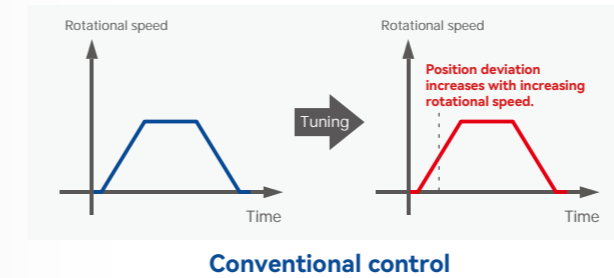 Rotational speed
Time
Tuning
Rotational speed
Position deviation
increases with increasing
rotational speed.
Time
Conventional control